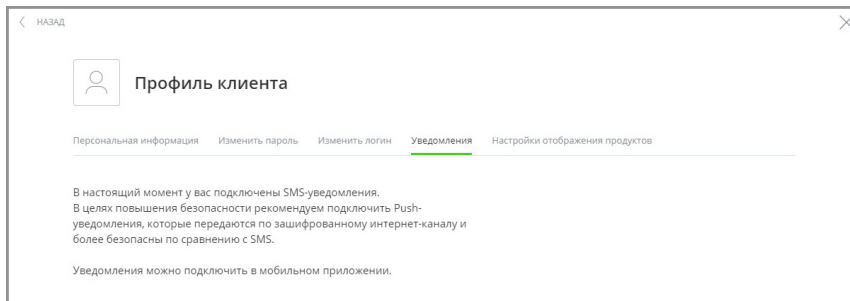 НАЗАД
Профиль клиента
Персональная информация Изменить пароль Изменить логин Уведомления Настройки отображения продуктов
В настоящий момент у вас подключены SMS-уведомления.
В целях повышения безопасности рекомендуем подключить Push-
уведомления, которые передаются по зашифрованному интернет-каналу и
более безопасны по сравнению с SMS.
Уведомления можно подключить в мобильном приложении.